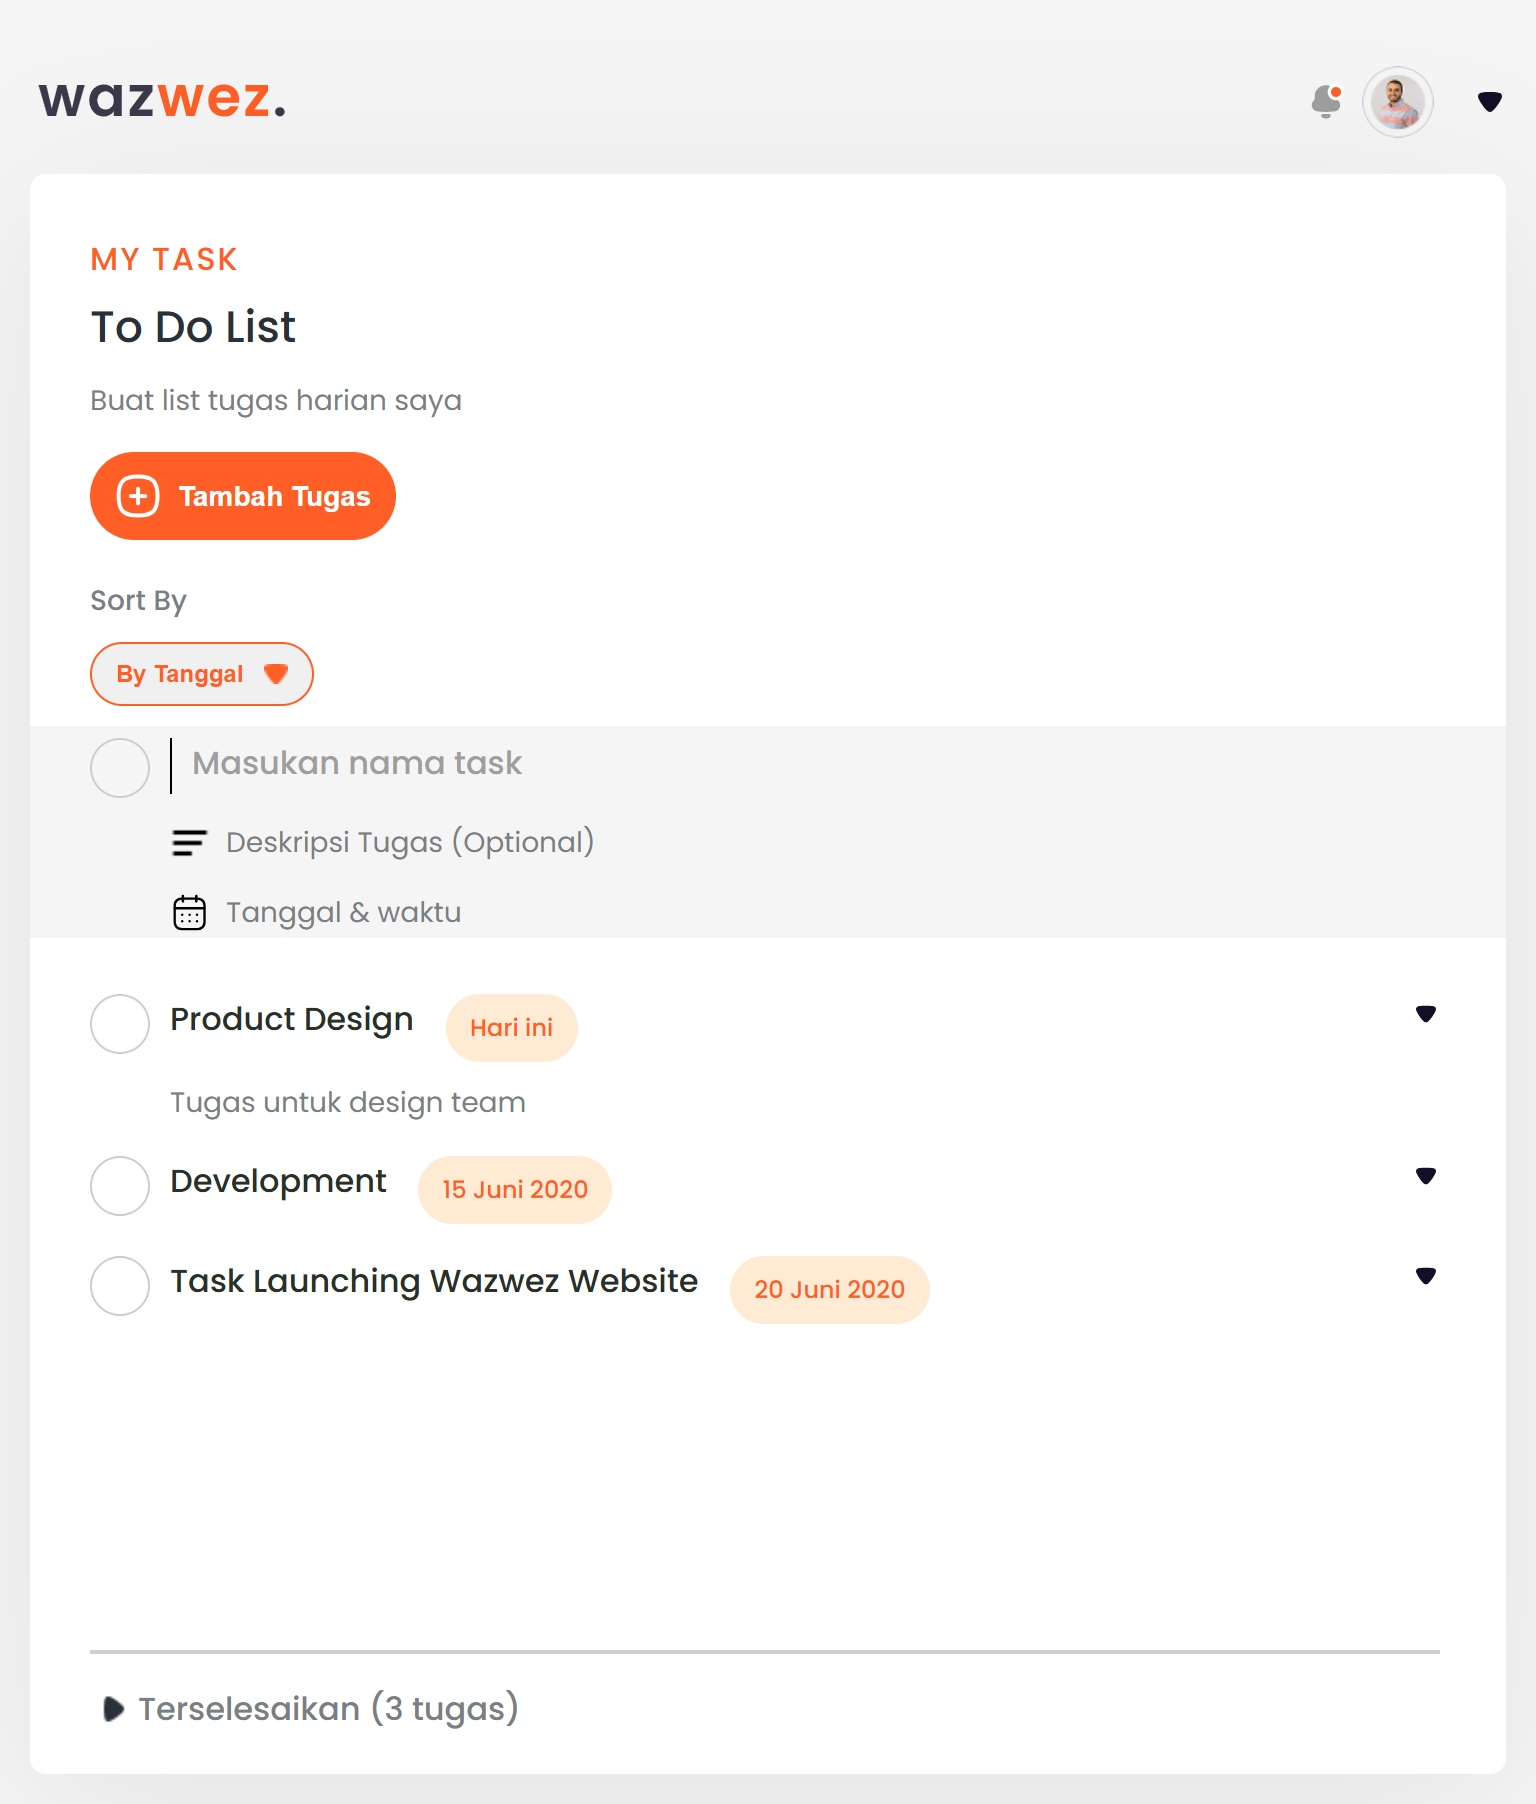 wazwez.
MY TASK
To Do List
Buat list tugas harian saya
Tambah Tugas
Sort By
By Tanggal
Masukan nama task
Deskripsi Tugas (Optional)
Tanggal & waktu
Product Design Hari ini
Tugas untuk design team
Development 15 Juni 2020
Task Launching Wazwez Website 20 Juni 2020
Terselesaikan (3 tugas)